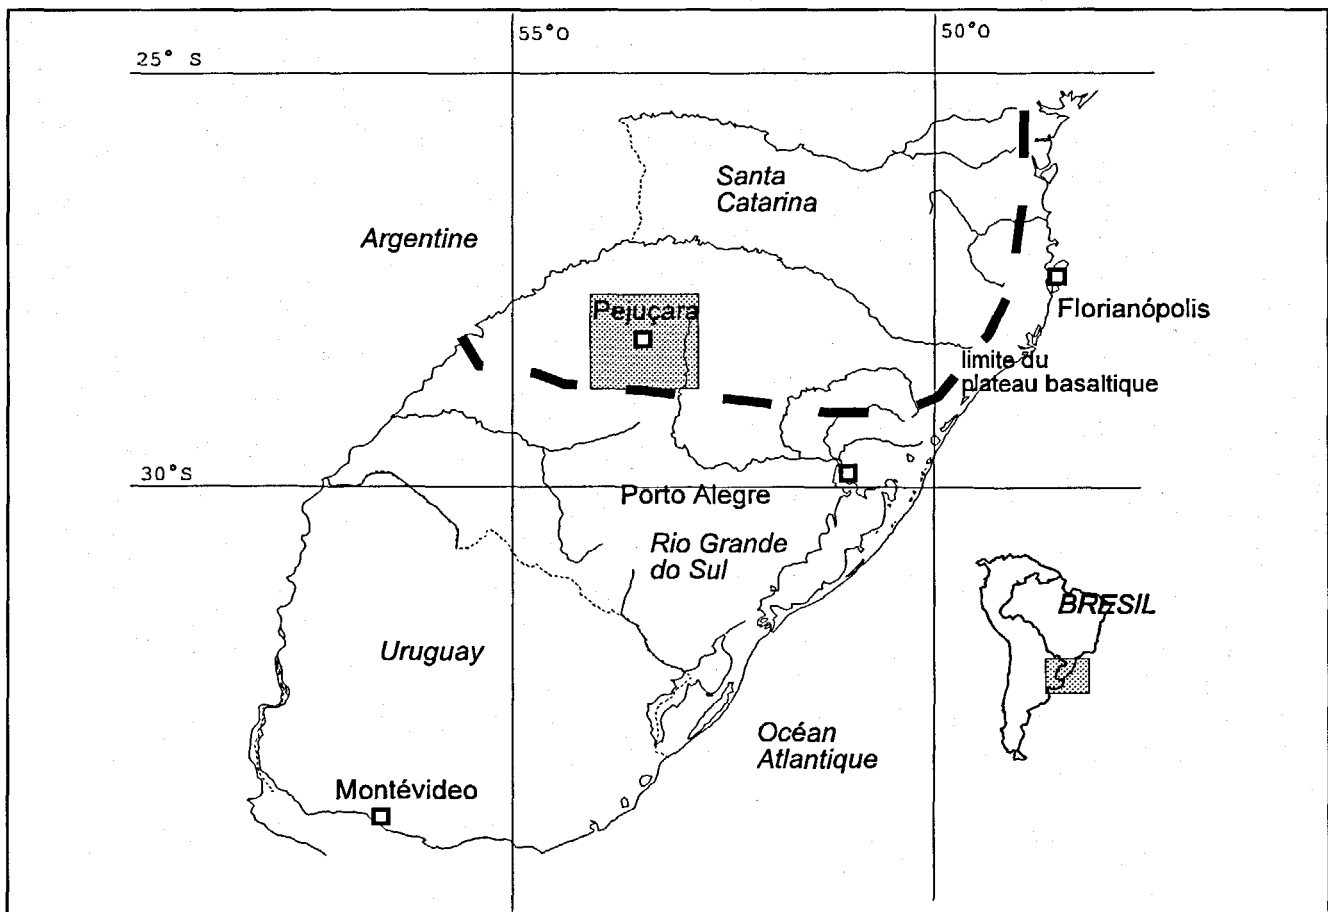 55°O
50°O
25° S
Santa
Catarina
Argentine
Pejuçara
Florianópolis
limite du
plateau basaltique
30°S
Porto Alegre
Rio Grande
do Sul
BRESIL
Uruguay
Océan
Atlantique
Montévideo